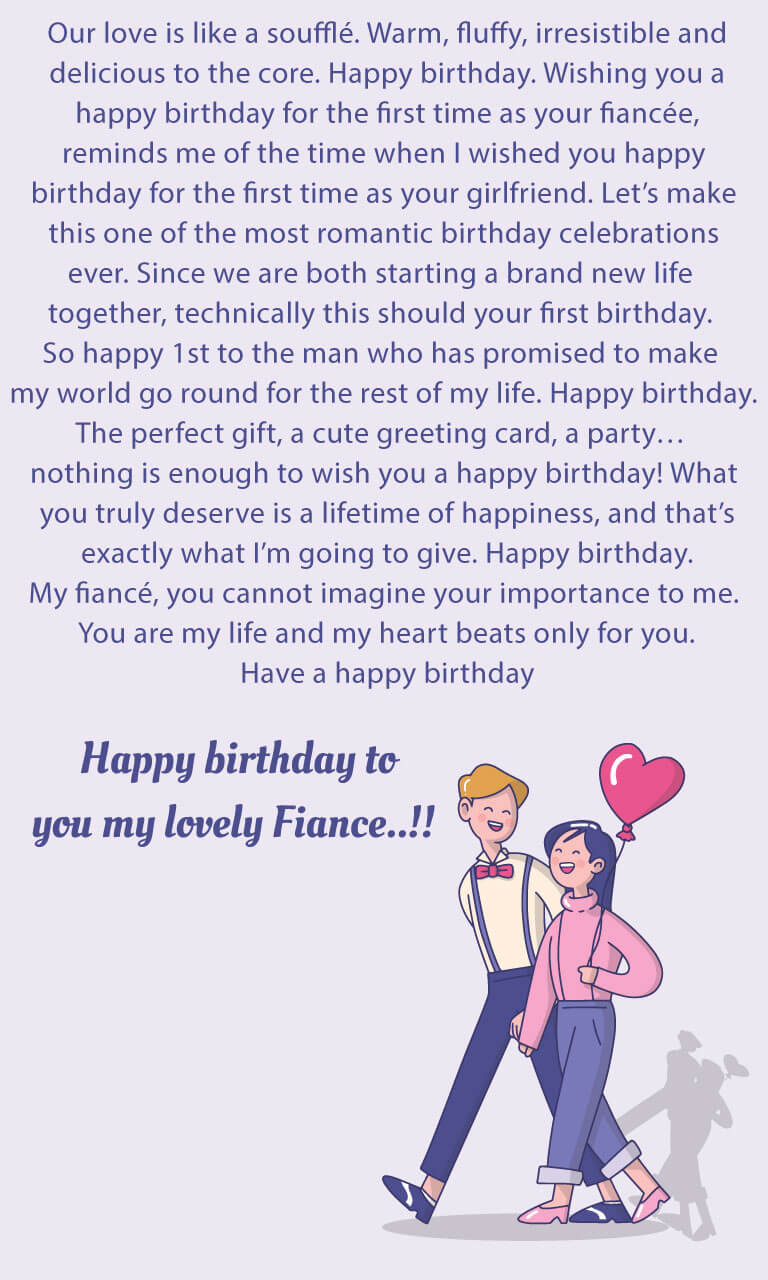 Our love is like a soufflé. Warm, fluffy, irresistible and
delicious to the core. Happy birthday. Wishing you a
happy birthday for the first time as your fiancée,
reminds me of the time when I wished you happy
birthday for the first time as your girlfriend. Let’s make
this one of the most romantic birthday celebrations
ever. Since we are both starting a brand new life
together, technically this should your first birthday.
So happy 1st to the man who has promised to make
my world go round for the rest of my life. Happy birthday.
The perfect gift, a cute greeting card, a party…
nothing is enough to wish you a happy birthday! What
you truly deserve is a lifetime of happiness, and that’s
exactly what I’m going to give. Happy birthday.
My fiancé, you cannot imagine your importance to me.
You are my life and my heart beats only for you.
Have a happy birthday
Happy birthday to
you my lovely Fiance..!!